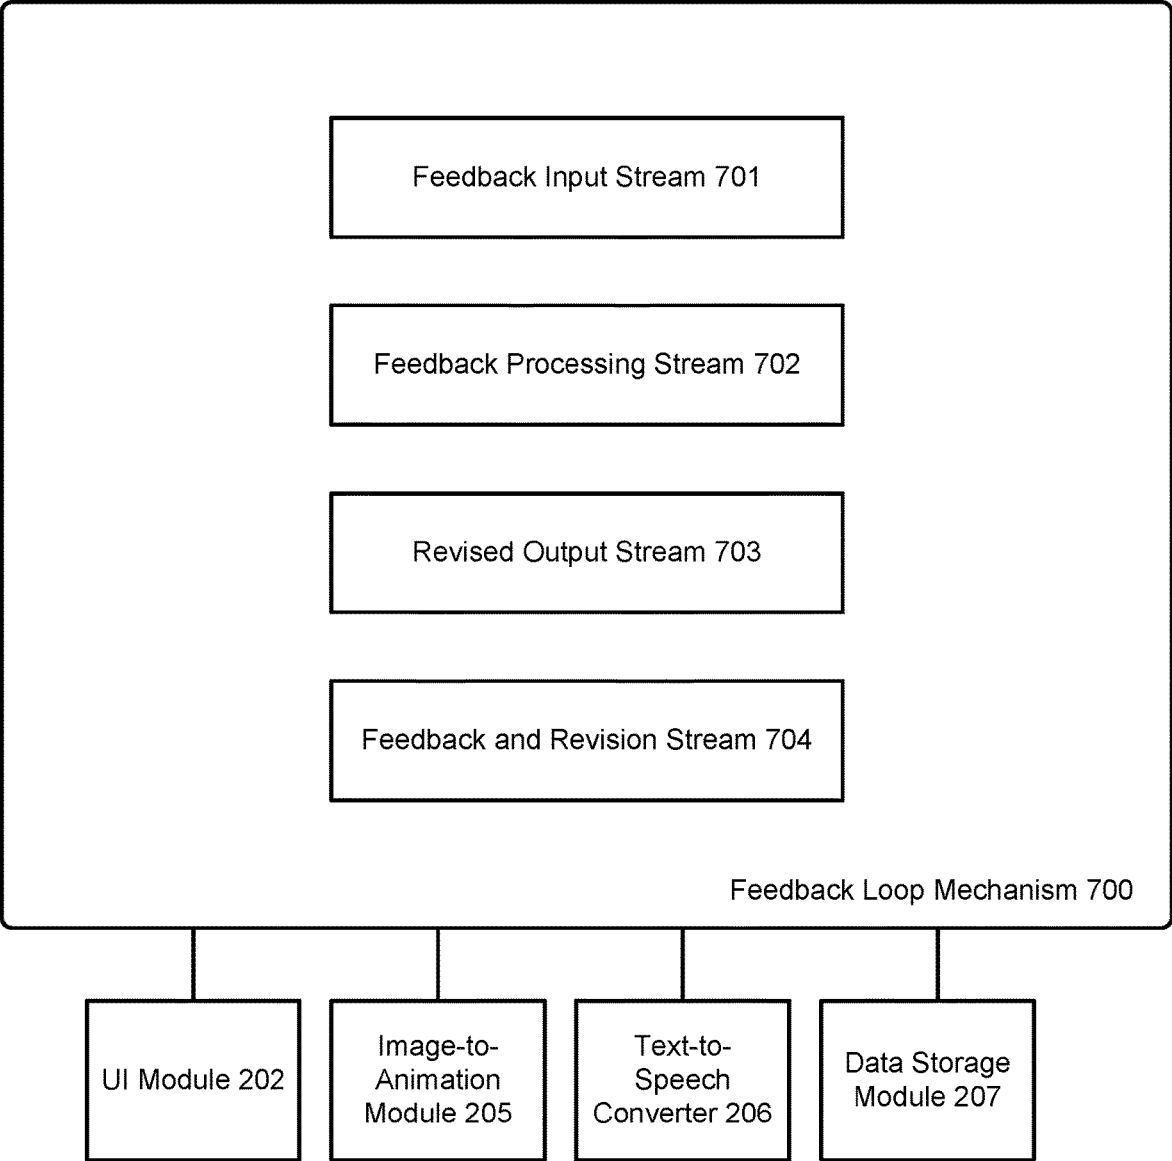 Feedback Input Stream 701
Feedback Processing Stream 702
Revised Output Stream 703
Feedback and Revision Stream 704
Feedback Loop Mechanism 700
UI Module 202
Image-to-
Animation
Module 205
Text-to-
Speech
Converter 206
Data Storage
Module 207